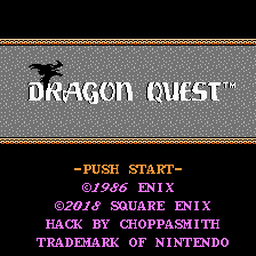 DRAGON QUEST™
-PUSH START-
©1986 ENIX
©2018 SQUARE ENIX
HACK BY CHOPPASMITH
TRADEMARK OF NINTENDO